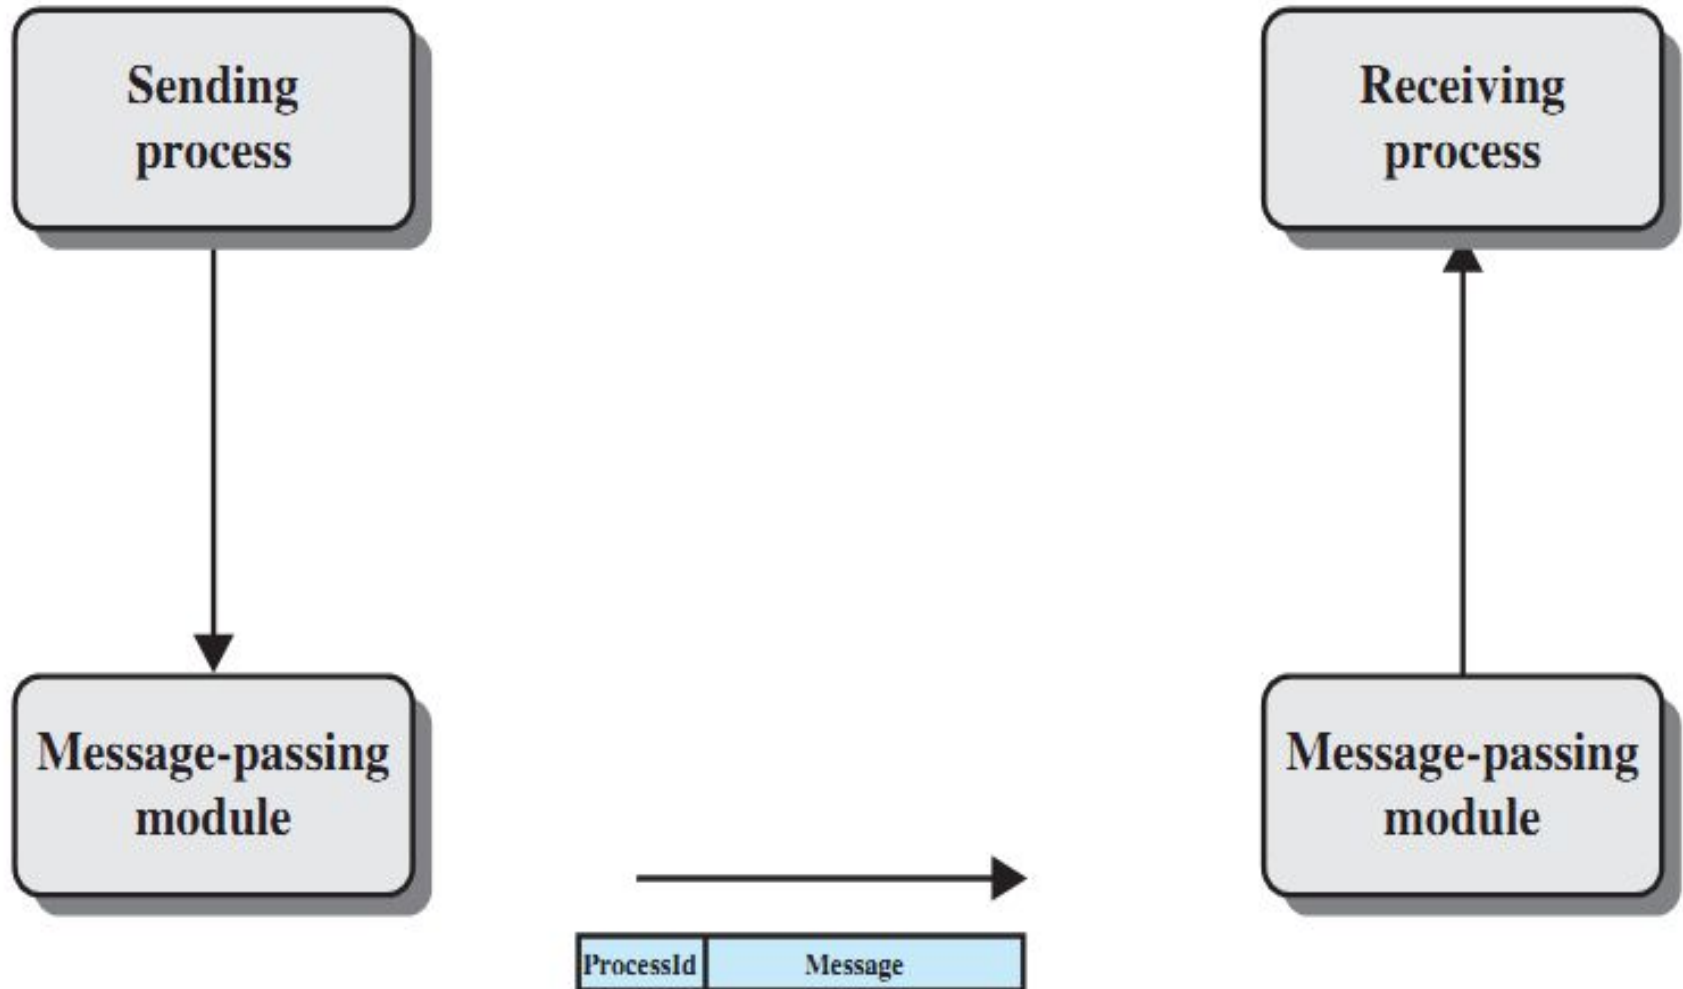 Sending
process
Receiving
process
Message-passing
module
Message-passing
module
ProcessId
Message